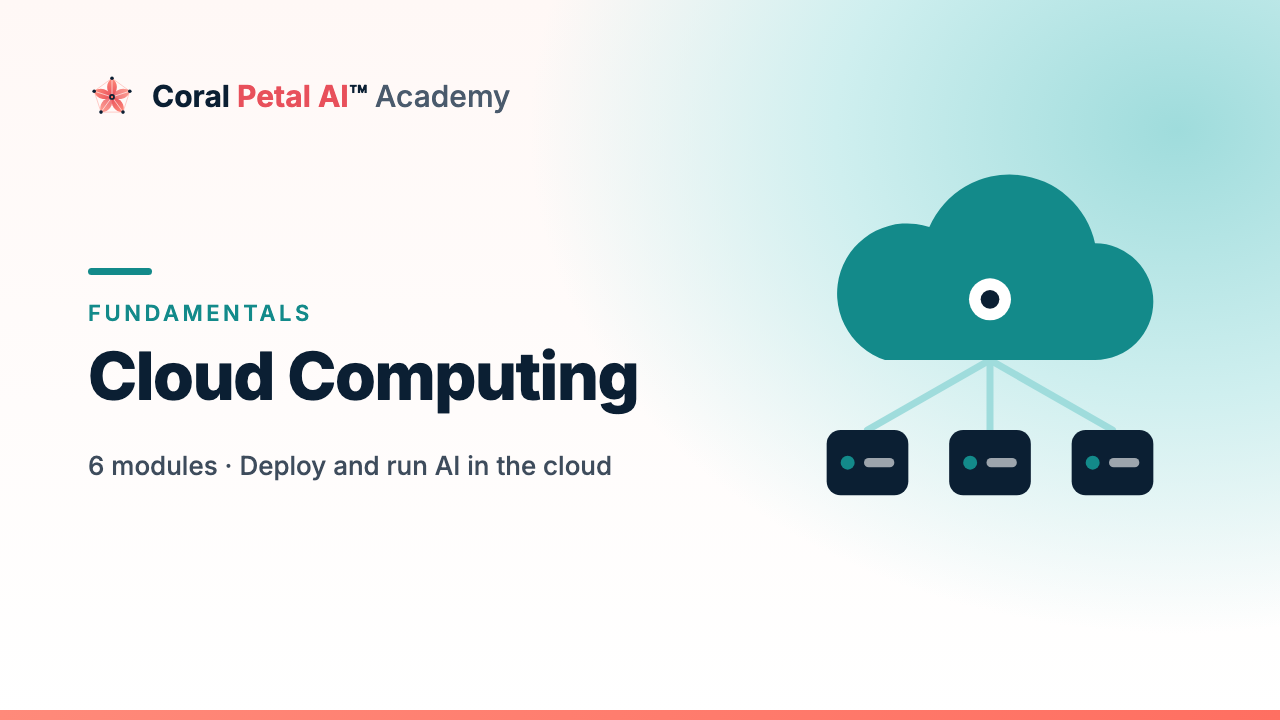 Coral Petal AI™ Academy
FUNDAMENTALS
Cloud Computing
6 modules · Deploy and run AI in the cloud